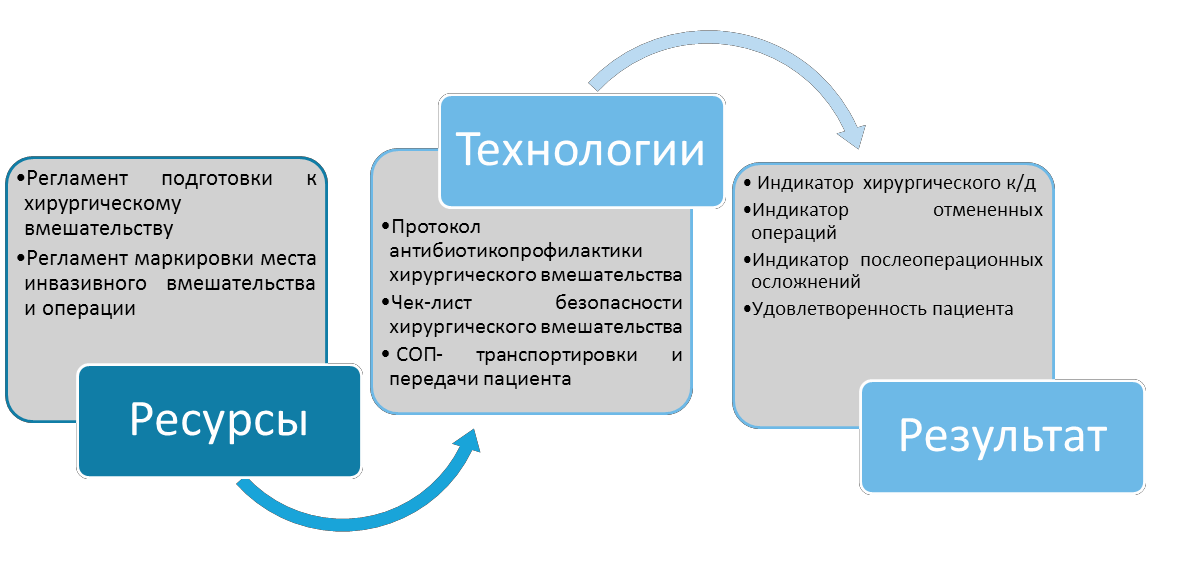 •Регламент подготовки к
хирургическому
вмешательству
•Регламент маркировки места
инвазивного вмешательства
и операции
Ресурсы
Технологии
•Протокол
антибиотикопрофилактики
хирургического вмешательства
•Чек-лист безопасности
хирургического вмешательства
• СОП- транспортировки и
передачи пациента
• Индикатор хирургического к/д
•Индикатор отмененных
операций
•Индикатор послеоперационных
осложнений
•Удовлетворенность пациента
Результат